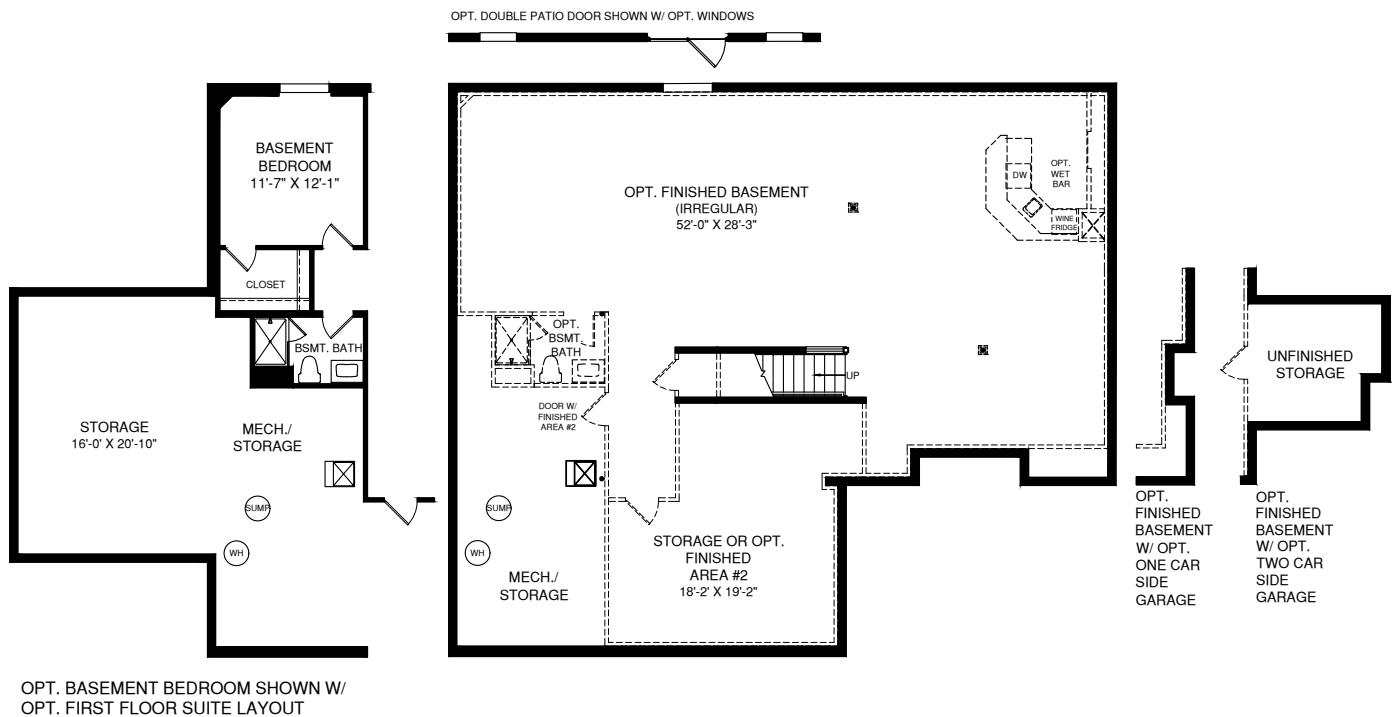 OPT. DOUBLE PATIO DOOR SHOWN W/ OPT. WINDOWS
BASEMENT
BEDROOM
11'-7" X 12'-1"
CLOSET
BSMT. BATH
STORAGE
16'-0' X 20'-10"
MECH./
STORAGE
SUMP
WH
OPT. BASEMENT BEDROOM SHOWN W/
OPT. FIRST FLOOR SUITE LAYOUT
OPT. FINISHED BASEMENT
(IRREGULAR)
52'-0" X 28'-3"
OPT.
WET
BAR
DW
WINE
FRIDGE
OPT.
BSMT.
BATH
UP
DOOR W/
FINISHED
AREA #2
SUMP
WH
MECH./
STORAGE
STORAGE OR OPT.
FINISHED
AREA #2
18'-2' X 19'-2"
OPT.
FINISHED
BASEMENT
W/ OPT.
ONE CAR
SIDE
GARAGE
UNFINISHED
STORAGE
OPT.
FINISHED
BASEMENT
W/ OPT.
TWO CAR
SIDE
GARAGE